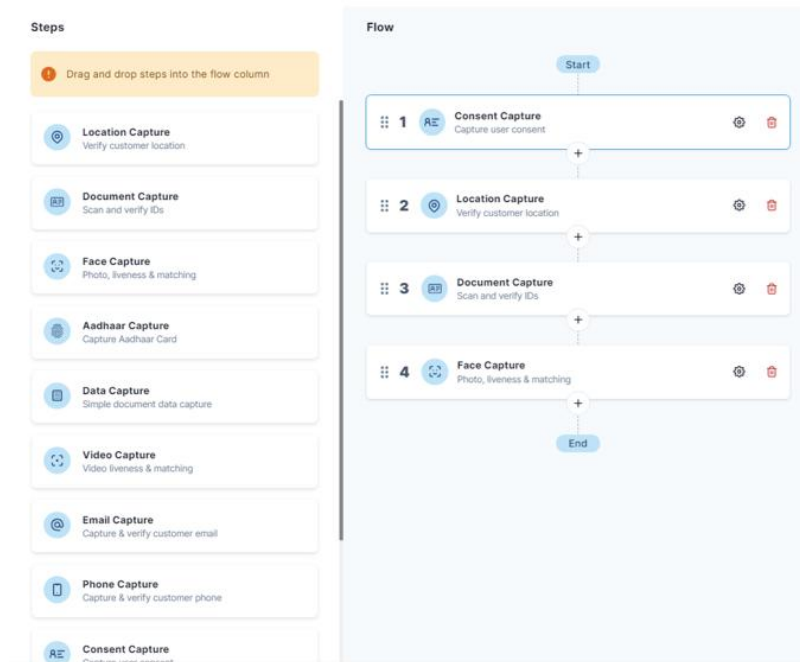 Steps
Drag and drop steps into the flow column
Location Capture
Verify customer location
Document Capture
Scan and verify IDs
Face Capture
Photo, liveness & matching
Aadhaar Capture
Capture Aadhaar Card
Data Capture
Simple document data capture
Video Capture
Video liveness & matching
Email Capture
Capture & verify customer email
Phone Capture
Capture & verify customer phone
Consent Capture
Flow
Start
1 Consent Capture
Capture user consent
+
2 Location Capture
Verify customer location
+
3 Document Capture
Scan and verify IDs
+
4 Face Capture
Photo, liveness & matching
+
End